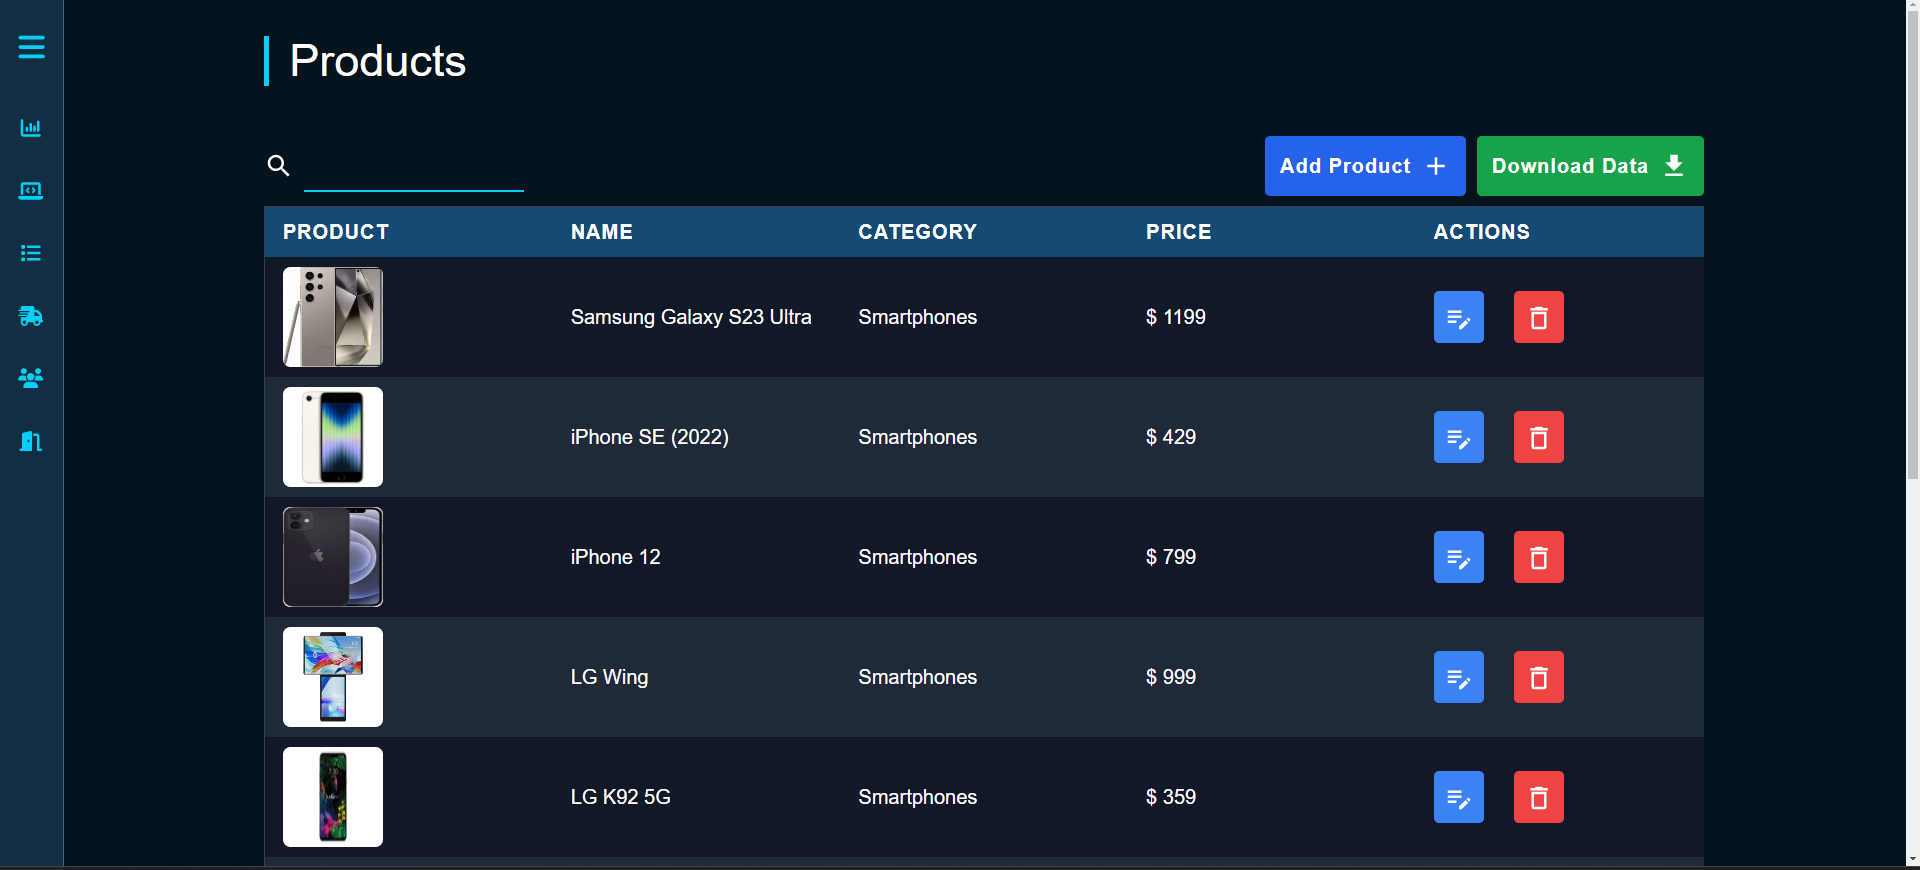 Products
Add Product
Download Data
PRODUCT NAME CATEGORY PRICE ACTIONS
Samsung Galaxy S23 Ultra Smartphones $ 1199
iPhone SE (2022) Smartphones $ 429
iPhone 12 Smartphones $ 799
LG Wing Smartphones $ 999
LG K92 5G Smartphones $ 359